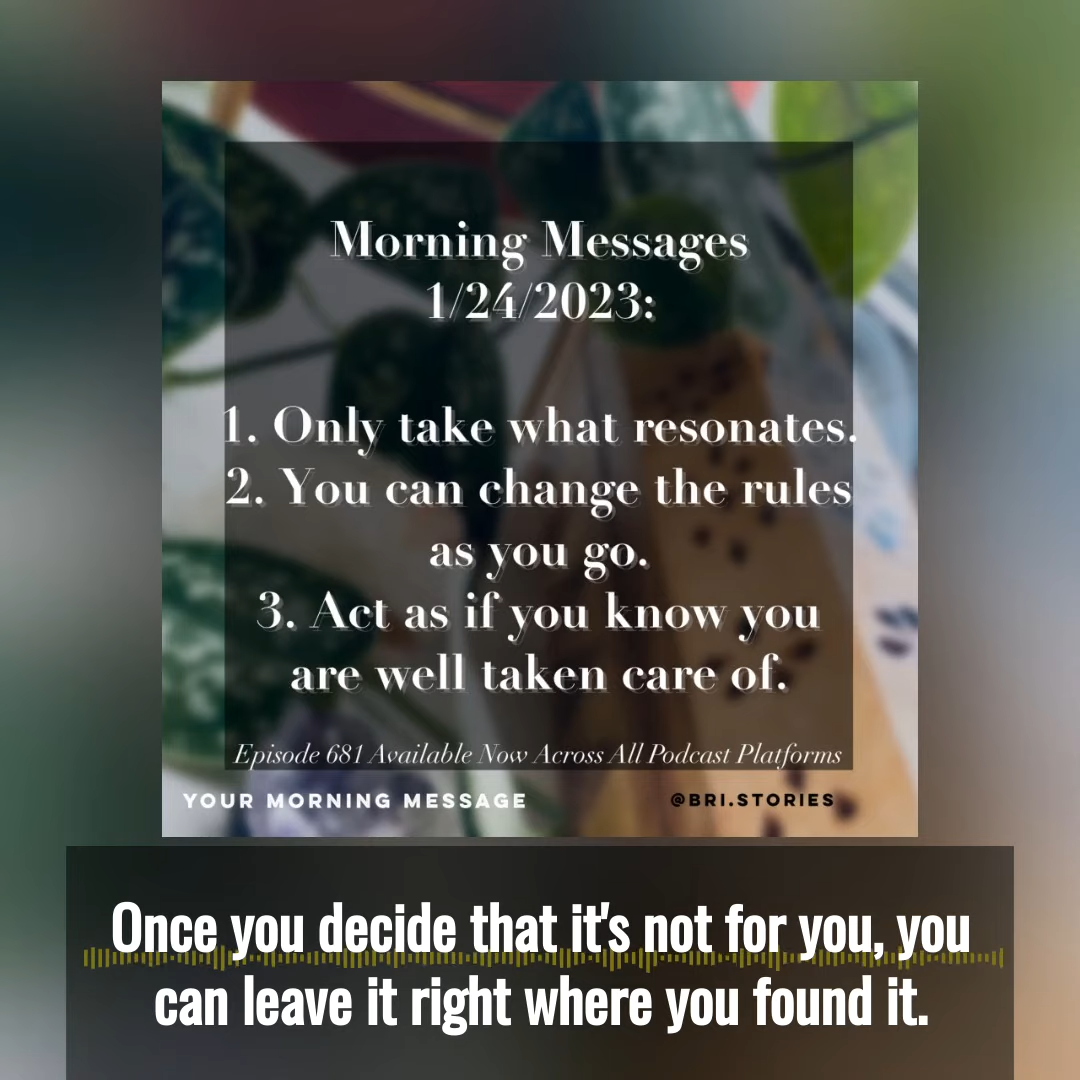 Morning Messages
1/24/2023:
1. Only take what resonates.
2. You can change the rules
as you go.
3. Act as if you know you
are well taken care of.
Episode 681 Available Now Across All Podcast Platforms
YOUR MORNING MESSAGE
@BRI.STORIES
Once you decide that it's not for you, you
can leave it right where you found it.